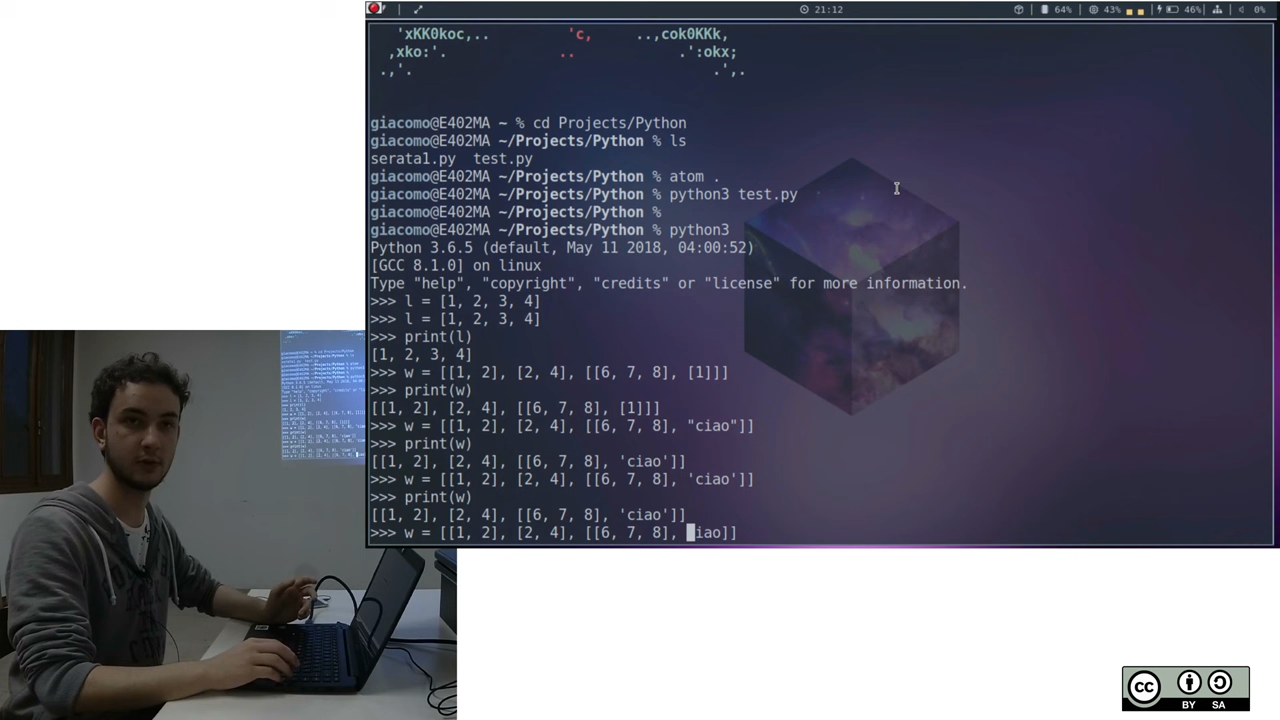 21:12 64% 43% 46% 0%
'xKK0koc,.. 'c, ..,cok0KKk,
,xko:'. .. .':okx;
.,'. .',.
giacomo@E402MA ~ % cd Projects/Python
giacomo@E402MA ~/Projects/Python % ls
serata1.py test.py
giacomo@E402MA ~/Projects/Python % atom .
giacomo@E402MA ~/Projects/Python % python3 test.py
giacomo@E402MA ~/Projects/Python %
giacomo@E402MA ~/Projects/Python % python3
Python 3.6.5 (default, May 11 2018, 04:00:52)
[GCC 8.1.0] on linux
Type "help", "copyright", "credits" or "license" for more information.
>>> l = [1, 2, 3, 4]
>>> l = [1, 2, 3, 4]
>>> print(l)
[1, 2, 3, 4]
>>> w = [[1, 2], [2, 4], [[6, 7, 8], [1]]]
>>> print(w)
[[1, 2], [2, 4], [[6, 7, 8], [1]]]
>>> w = [[1, 2], [2, 4], [[6, 7, 8], "ciao"]]
>>> print(w)
[[1, 2], [2, 4], [[6, 7, 8], 'ciao']]
>>> w = [[1, 2], [2, 4], [[6, 7, 8], 'ciao']]
>>> print(w)
[[1, 2], [2, 4], [[6, 7, 8], 'ciao']]
>>> w = [[1, 2], [2, 4], [[6, 7, 8], iao]]
cc BY SA